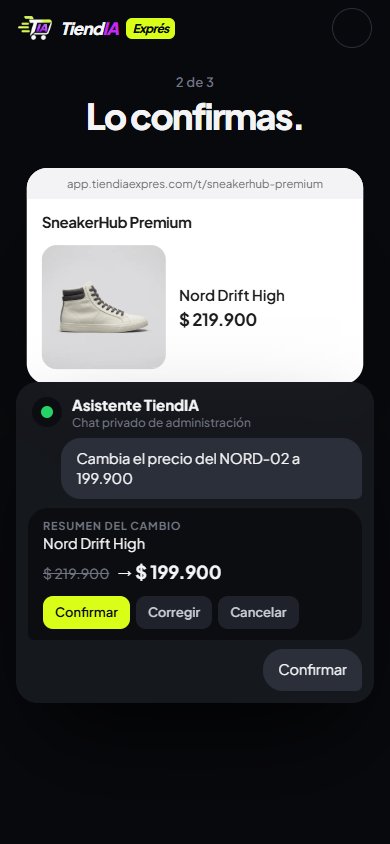 TiendIA Exprés
2 de 3
Lo confirmas.
app.tiendiaexpres.com/t/sneakerhub-premium
SneakerHub Premium
Nord Drift High
$ 219.900
Asistente TiendIA
Chat privado de administración
Cambia el precio del NORD-02 a
199.900
RESUMEN DEL CAMBIO
Nord Drift High
$ 219.900 → $ 199.900
Confirmar Corregir Cancelar
Confirmar